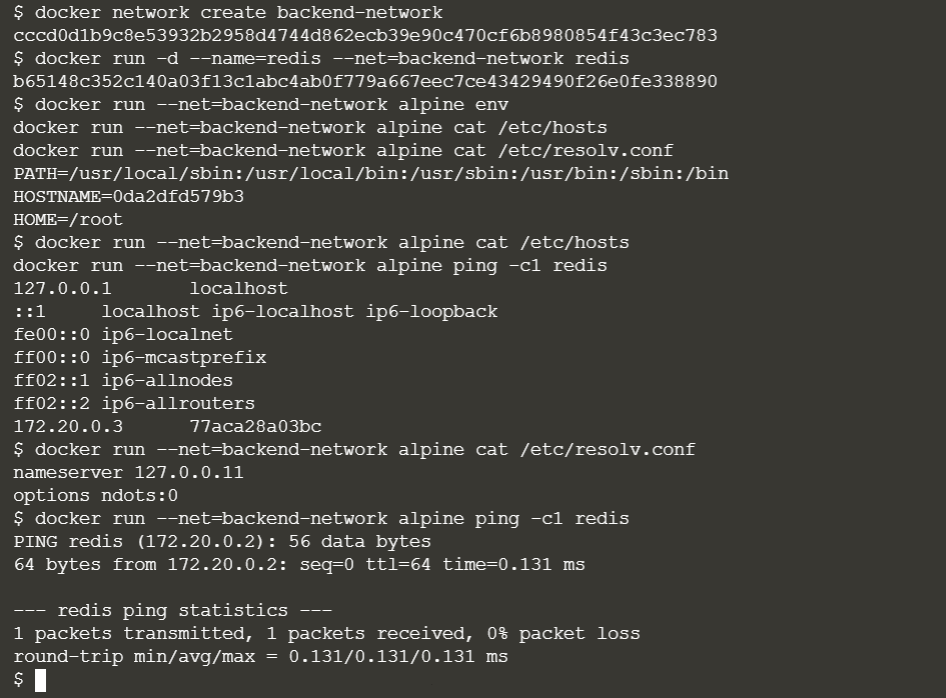 $ docker network create backend-network
cccd0d1b9c8e53932b2958d4744d862ecb39e90c470cf6b8980854f43c3ec783
$ docker run -d --name=redis --net=backend-network redis
b65148c352c140a03f13c1abc4ab0f779a667eec7ce43429490f26e0fe338890
$ docker run --net=backend-network alpine env
docker run --net=backend-network alpine cat /etc/hosts
docker run --net=backend-network alpine cat /etc/resolv.conf
PATH=/usr/local/sbin:/usr/local/bin:/usr/sbin:/usr/bin:/sbin:/bin
HOSTNAME=0da2dfd579b3
HOME=/root
$ docker run --net=backend-network alpine cat /etc/hosts
docker run --net=backend-network alpine ping -c1 redis
127.0.0.1       localhost
::1     localhost ip6-localhost ip6-loopback
fe00::0 ip6-localnet
ff00::0 ip6-mcastprefix
ff02::1 ip6-allnodes
ff02::2 ip6-allrouters
172.20.0.3      77aca28a03bc
$ docker run --net=backend-network alpine cat /etc/resolv.conf
nameserver 127.0.0.11
options ndots:0
$ docker run --net=backend-network alpine ping -c1 redis
PING redis (172.20.0.2): 56 data bytes
64 bytes from 172.20.0.2: seq=0 ttl=64 time=0.131 ms
--- redis ping statistics ---
1 packets transmitted, 1 packets received, 0% packet loss
round-trip min/avg/max = 0.131/0.131/0.131 ms
$